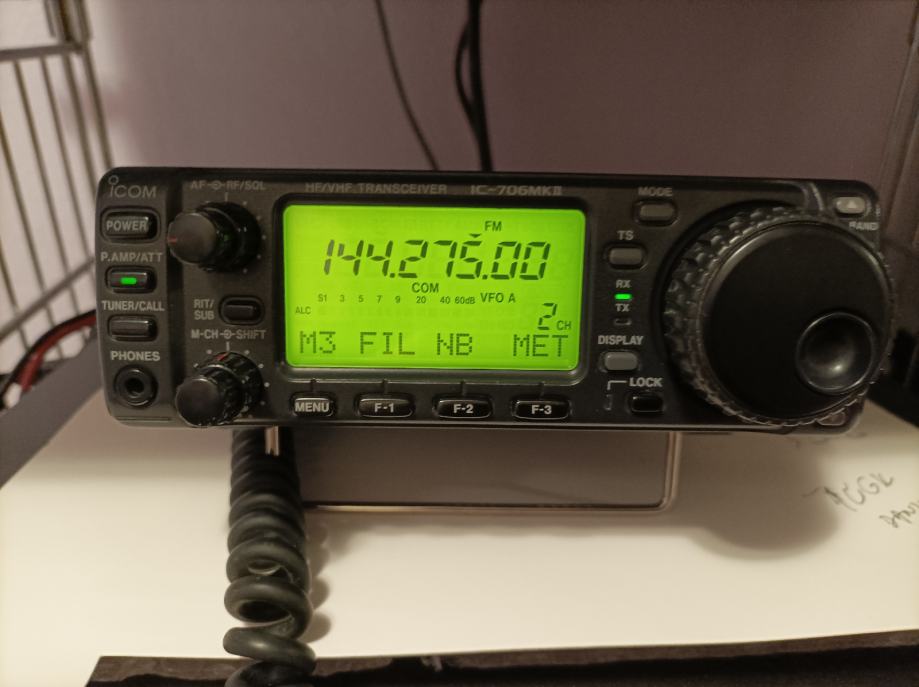 ICOM
AF RF/SQL
HF/VHF TRANSCEIVER IC-706MKII
MODE
POWER
BAND
FM
144.275.00
TS
P.AMP/ATT
COM
S1 3 5 7 9 20 40 60dB VFO A
RX
TUNER/CALL
RIT/
SUB
ALC
2 CH
TX
M-CH SHIFT
M3 FIL NB MET
DISPLAY
PHONES
LOCK
MENU F-1 F-2 F-3